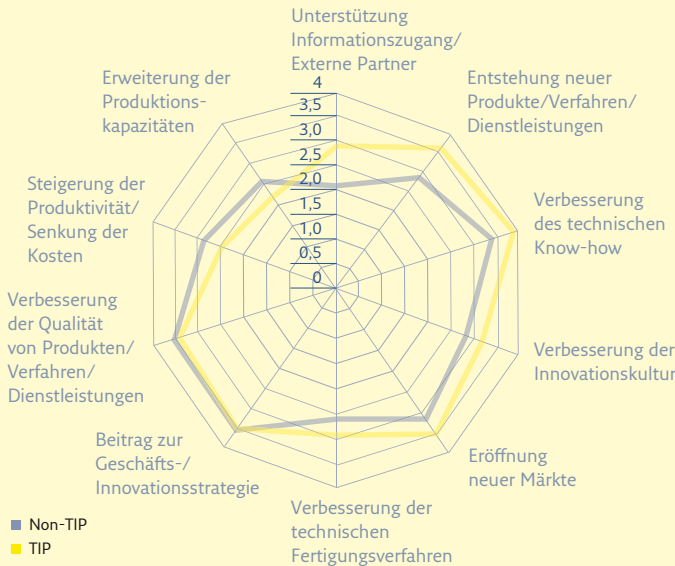 Unterstützung
Informationszugang/
Externe Partner
Entstehung neuer
Produkte/Verfahren/
Dienstleistungen
Verbesserung
des technischen
Know-how
Verbesserung der
Innovationskultur
Eröffnung
neuer Märkte
Verbesserung der
technischen
Fertigungsverfahren
Beitrag zur
Geschäfts-/
Innovationsstrategie
Verbesserung
der Qualität
von Produkten/
Verfahren/
Dienstleistungen
Steigerung der
Produktivität/
Senkung der
Kosten
Erweiterung der
Produktions-
kapazitäten
4
3,5
3,0
2,5
2,0
1,5
1,0
0,5
0
Non-TIP
TIP